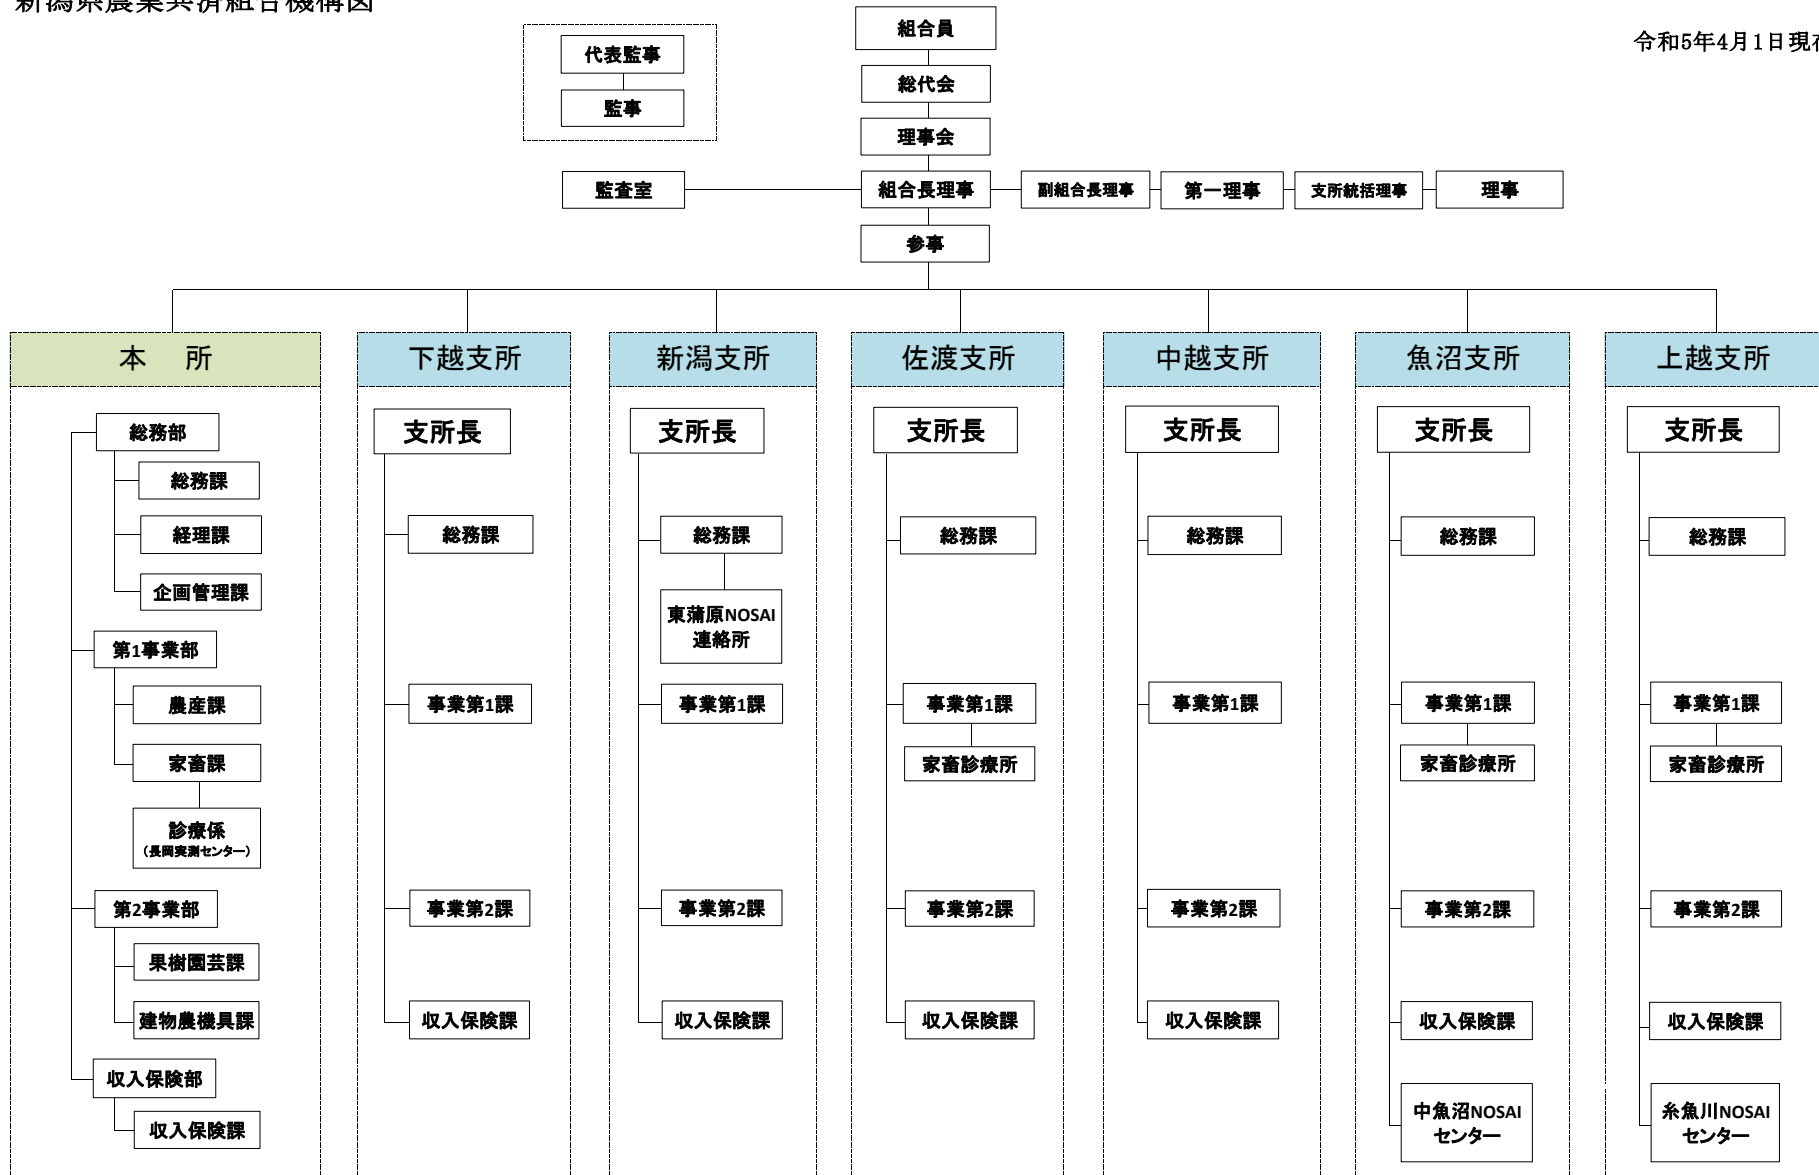 新潟県農業共済組合機構図
令和5年4月1日現在
代表監事
監事
組合員
総代会
理事会
監査室
組合長理事
副組合長理事
第一理事
支所統括理事
理事
参事
本 所
総務部
総務課
経理課
企画管理課
第1事業部
農産課
家畜課
診療係
(長岡実測センター)
第2事業部
果樹園芸課
建物農機具課
収入保険部
収入保険課
下越支所
支所長
総務課
事業第1課
事業第2課
収入保険課
新潟支所
支所長
総務課
東蒲原NOSAI
連絡所
事業第1課
事業第2課
収入保険課
佐渡支所
支所長
総務課
事業第1課
家畜診療所
事業第2課
収入保険課
中越支所
支所長
総務課
事業第1課
事業第2課
収入保険課
魚沼支所
支所長
総務課
事業第1課
家畜診療所
事業第2課
収入保険課
中魚沼NOSAI
センター
上越支所
支所長
総務課
事業第1課
家畜診療所
事業第2課
収入保険課
糸魚川NOSAI
センター